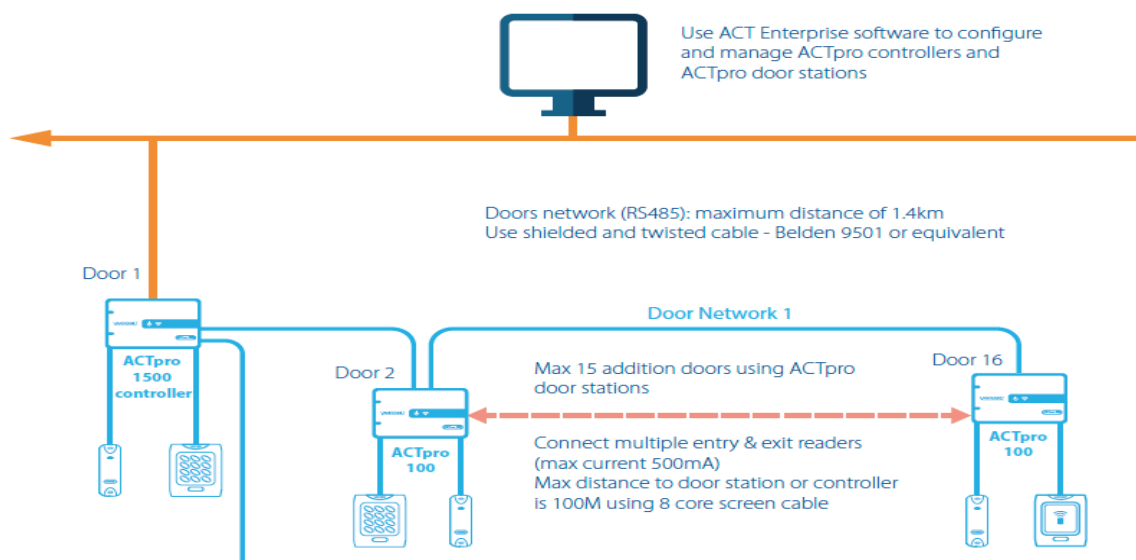 Use ACT Enterprise software to configure
and manage ACTpro controllers and
ACTpro door stations
Doors network (RS485): maximum distance of 1.4km
Use shielded and twisted cable - Belden 9501 or equivalent
Door 1
ACTpro
1500
controller
Door Network 1
Door 2
Max 15 addition doors using ACTpro
door stations
Door 16
ACTpro
100
Connect multiple entry & exit readers
(max current 500mA)
Max distance to door station or controller
is 100M using 8 core screen cable
ACTpro
100